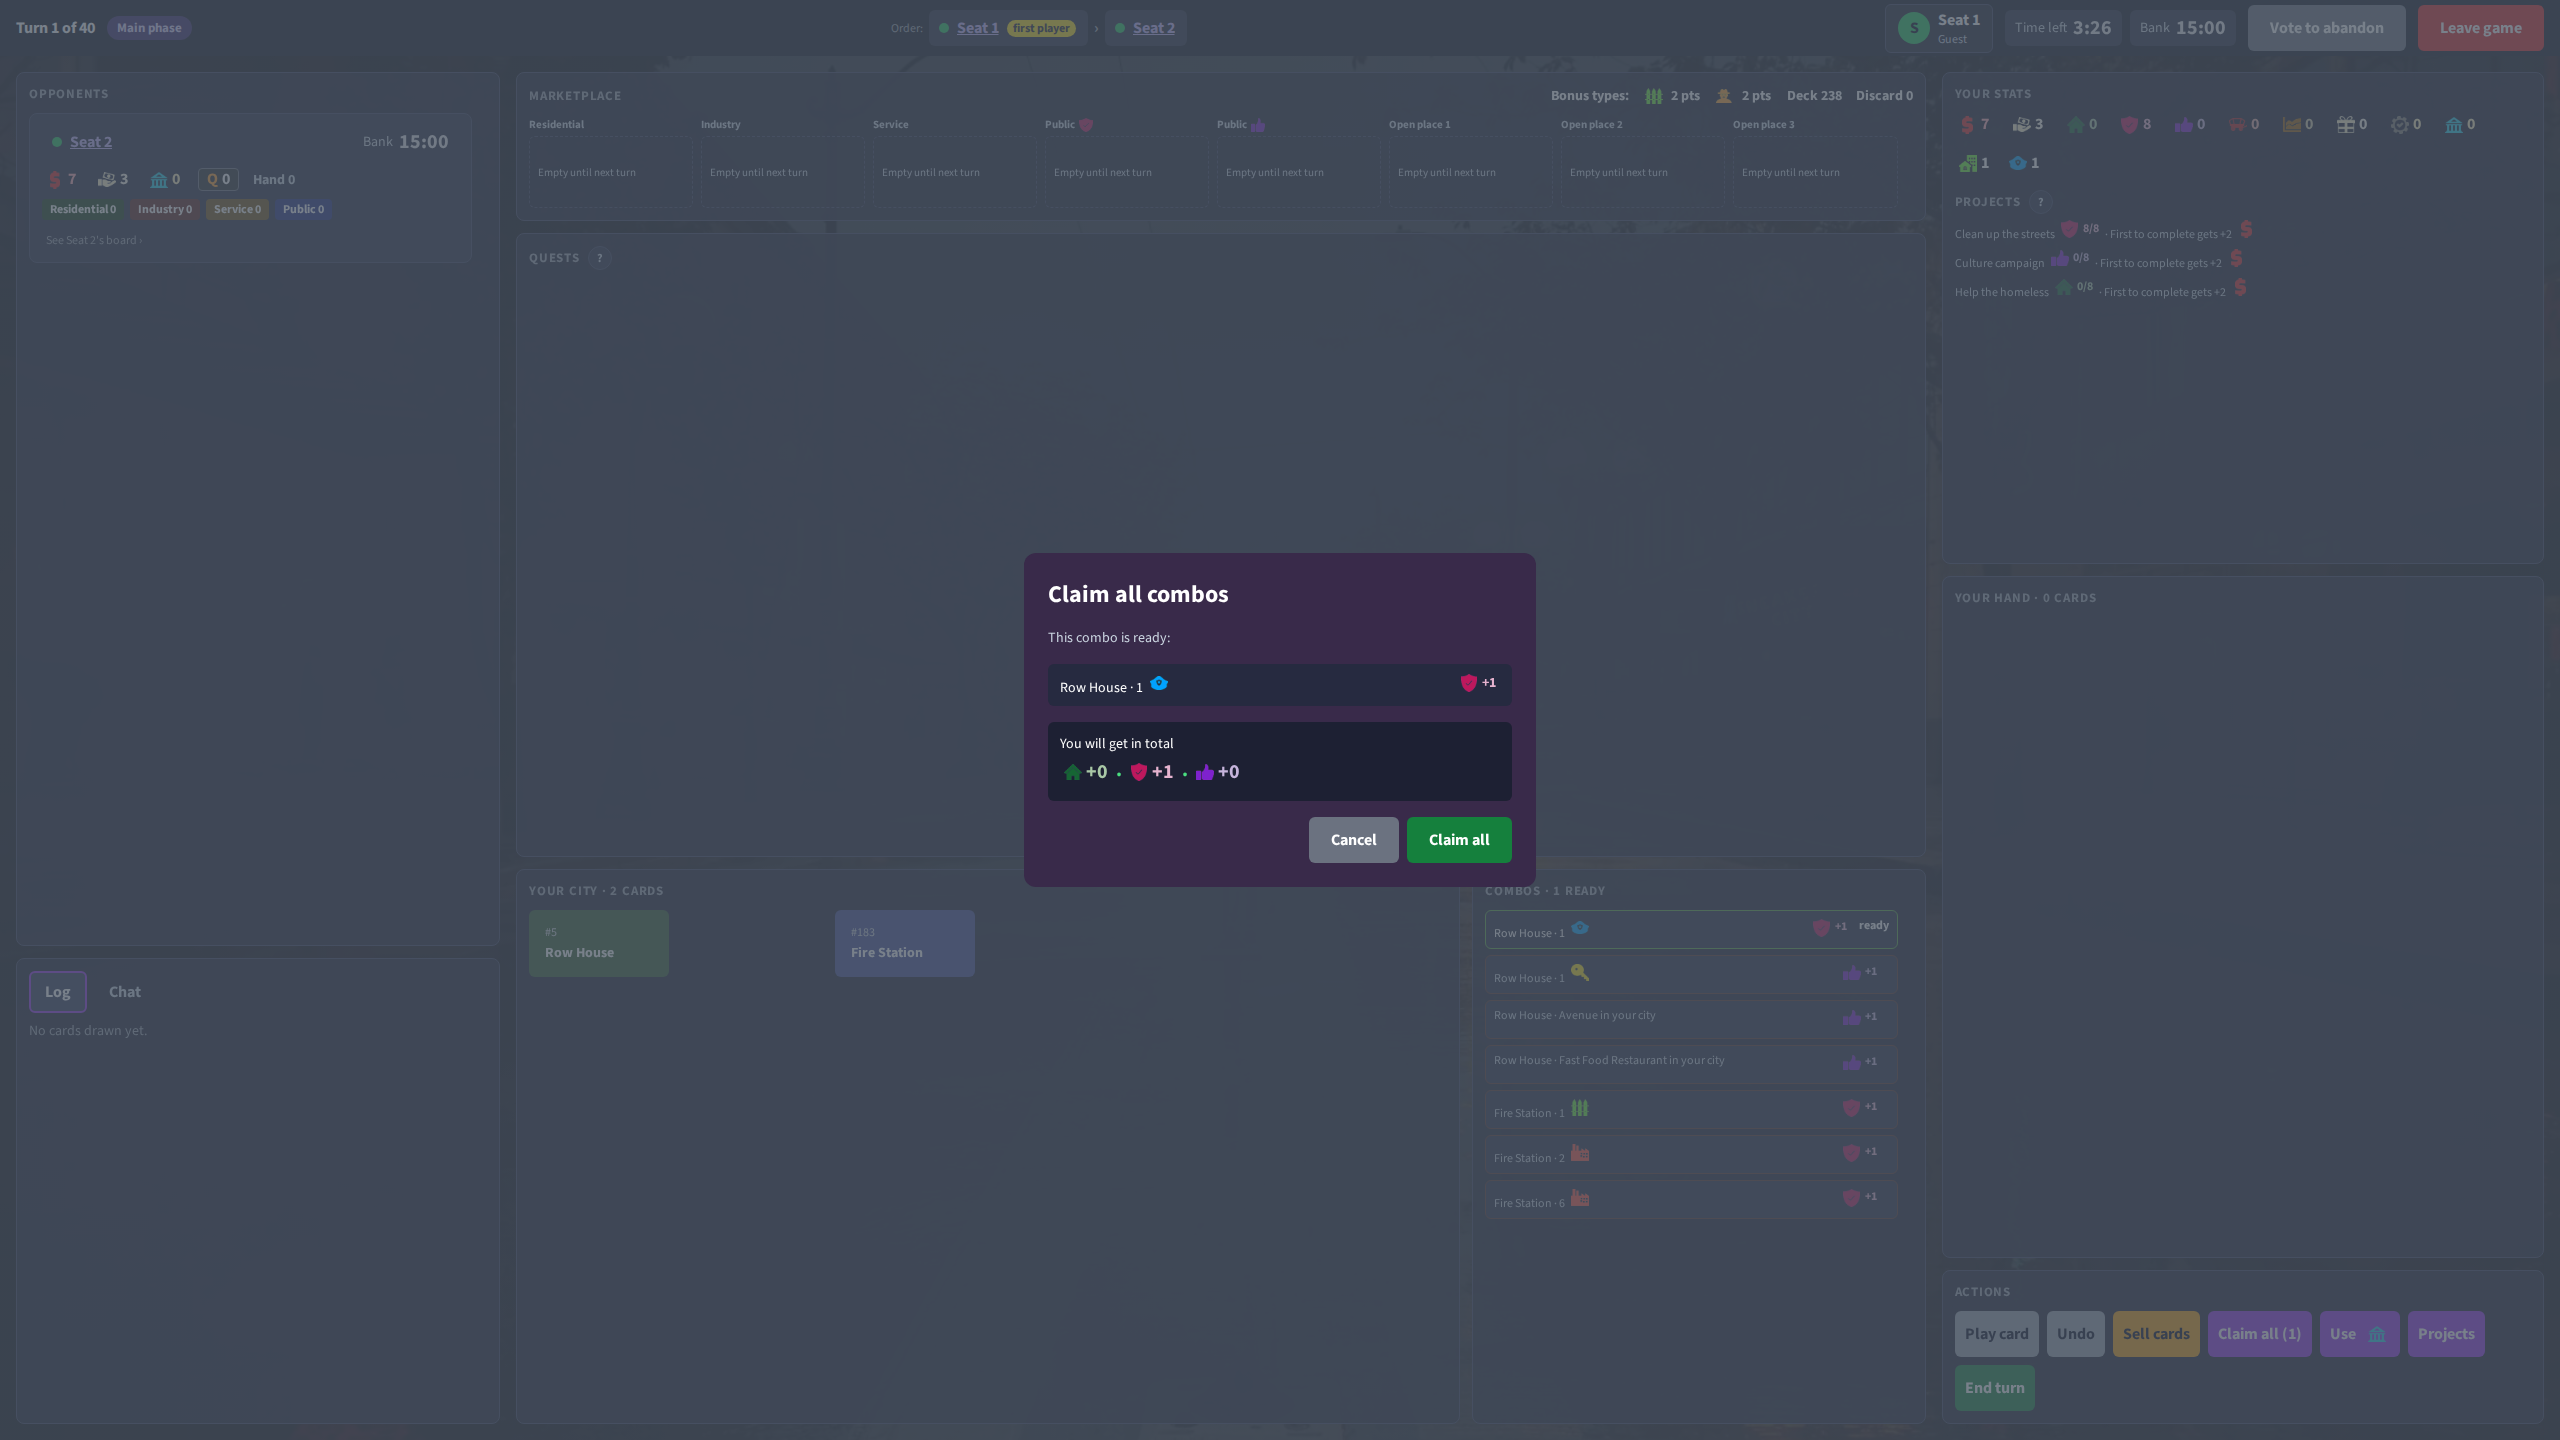 Turn 1 of 40 Main phase
Order: Seat 1 first player › Seat 2
S Seat 1 Guest
Time left 3:26 Bank 15:00 Vote to abandon Leave game
OPPONENTS
Seat 2 Bank 15:00
7 3 0 Q 0 Hand 0
Residential 0 Industry 0 Service 0 Public 0
See Seat 2's board ›
MARKETPLACE Bonus types: 2 pts 2 pts Deck 238 Discard 0
Residential Industry Service Public Public Open place 1 Open place 2 Open place 3
Empty until next turn Empty until next turn Empty until next turn Empty until next turn Empty until next turn Empty until next turn Empty until next turn Empty until next turn
QUESTS ?
YOUR STATS
$ 7 3 0 8 0 0 0 0 0 0
1 1
PROJECTS ?
Clean up the streets 8/8 · First to complete gets +2 $
Culture campaign 0/8 · First to complete gets +2 $
Help the homeless 0/8 · First to complete gets +2 $
YOUR HAND · 0 CARDS
Claim all combos
This combo is ready:
Row House · 1 +1
You will get in total
+0 • +1 • +0
Cancel Claim all
YOUR CITY · 2 CARDS
#5
Row House
#183
Fire Station
COMBOS · 1 READY
Row House · 1 +1 ready
Row House · 1 +1
Row House · Avenue in your city +1
Row House · Fast Food Restaurant in your city +1
Fire Station · 1 +1
Fire Station · 2 +1
Fire Station · 6 +1
Log Chat
No cards drawn yet.
ACTIONS
Play card Undo Sell cards Claim all (1) Use Projects
End turn